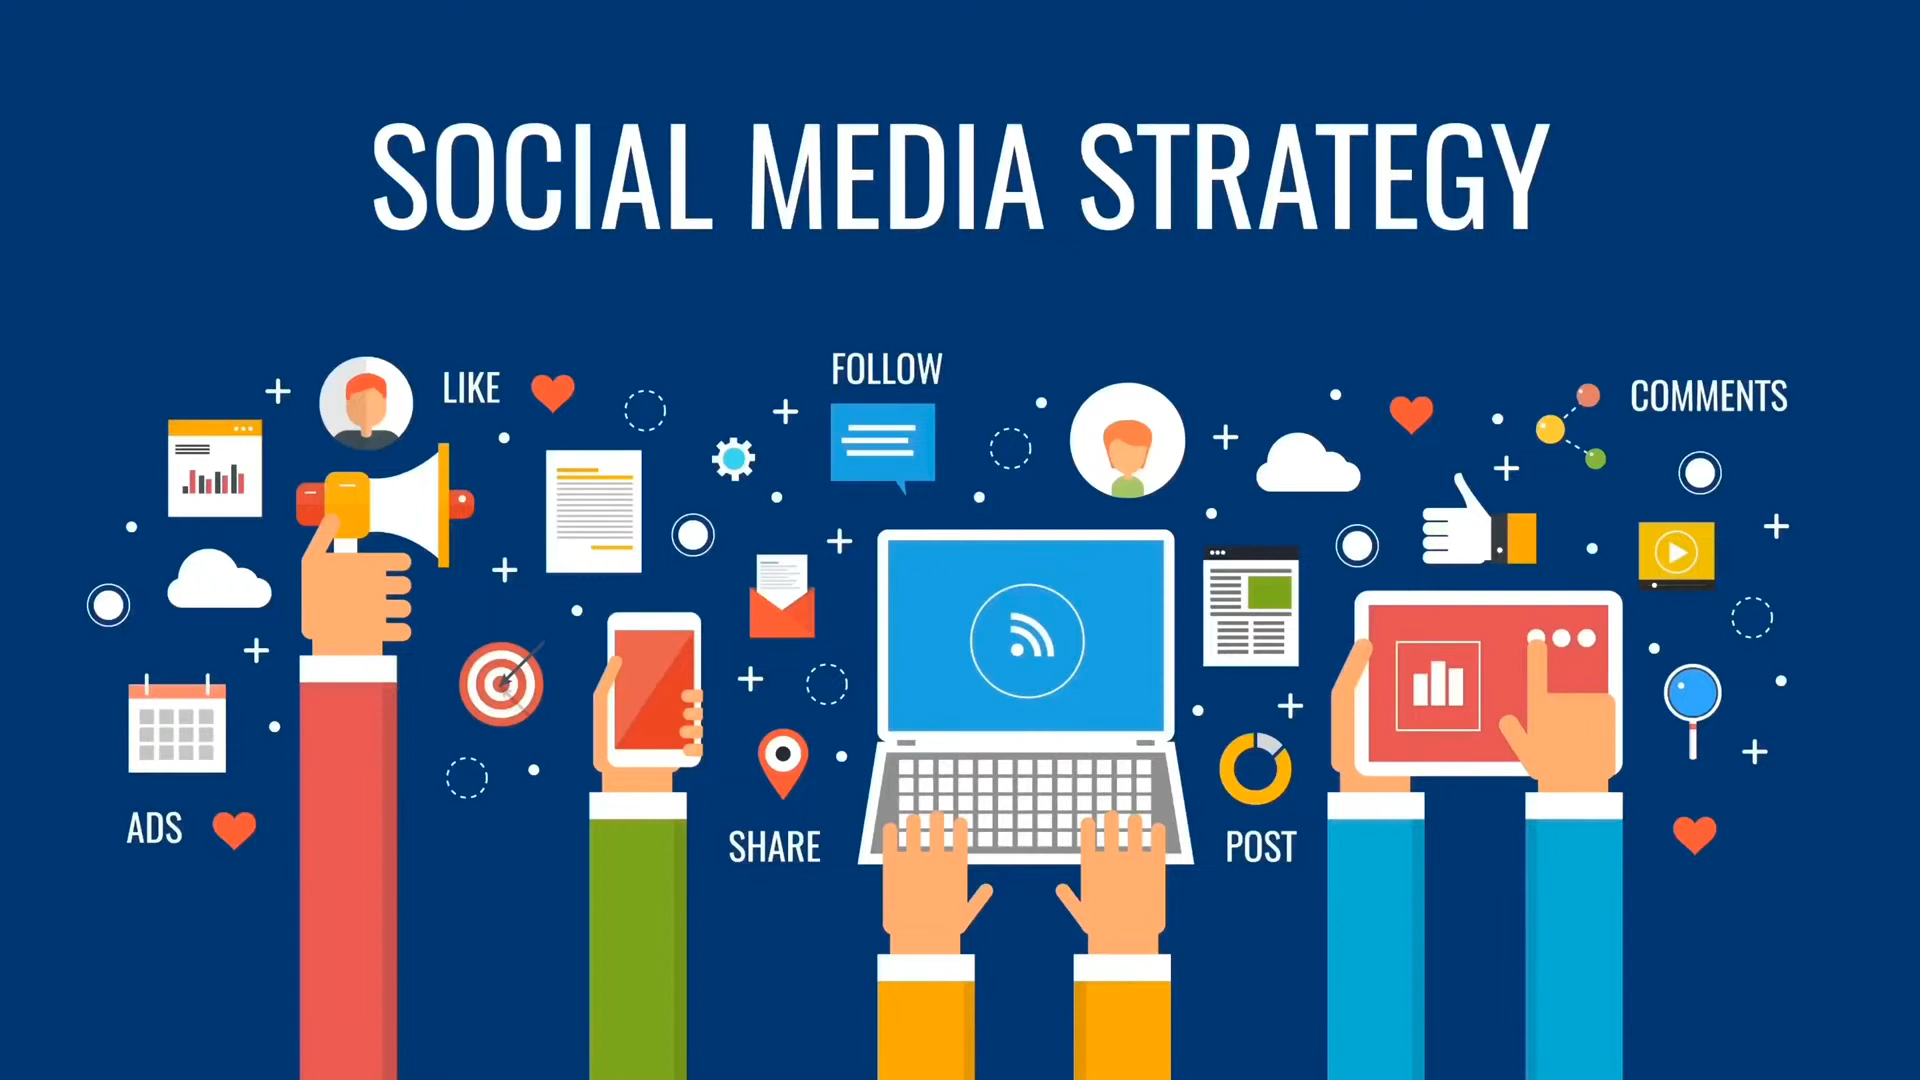 SOCIAL MEDIA STRATEGY
LIKE
FOLLOW
COMMENTS
ADS
SHARE
POST